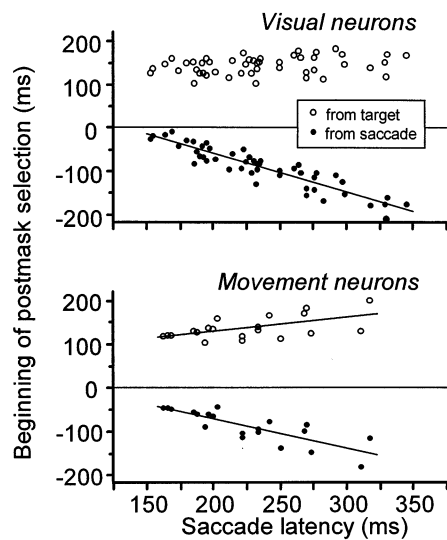 Visual neurons
200
100
0
-100
-200
from target
from saccade
Movement neurons
200
100
0
-100
-200
150 200 250 300 350
Saccade latency (ms)
Beginning of postmask selection (ms)